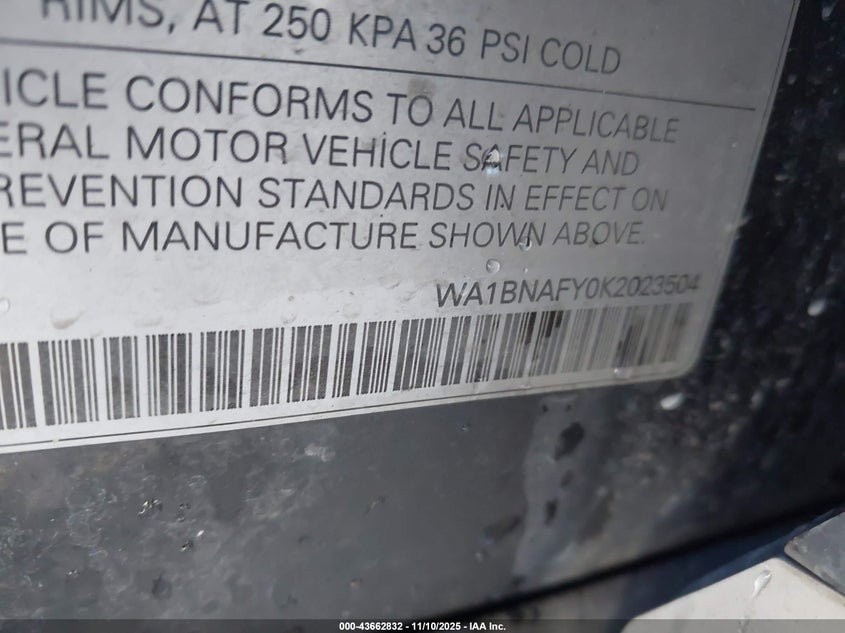 RIMS, AT 250 KPA 36 PSI COLD
ICLE CONFORMS TO ALL APPLICABLE
ERAL MOTOR VEHICLE SAFETY AND
REVENTION STANDARDS IN EFFECT ON
E OF MANUFACTURE SHOWN ABOVE.
WA1BNAFY0K2023504
000-43662832 - 11/10/2025 - IAA Inc.